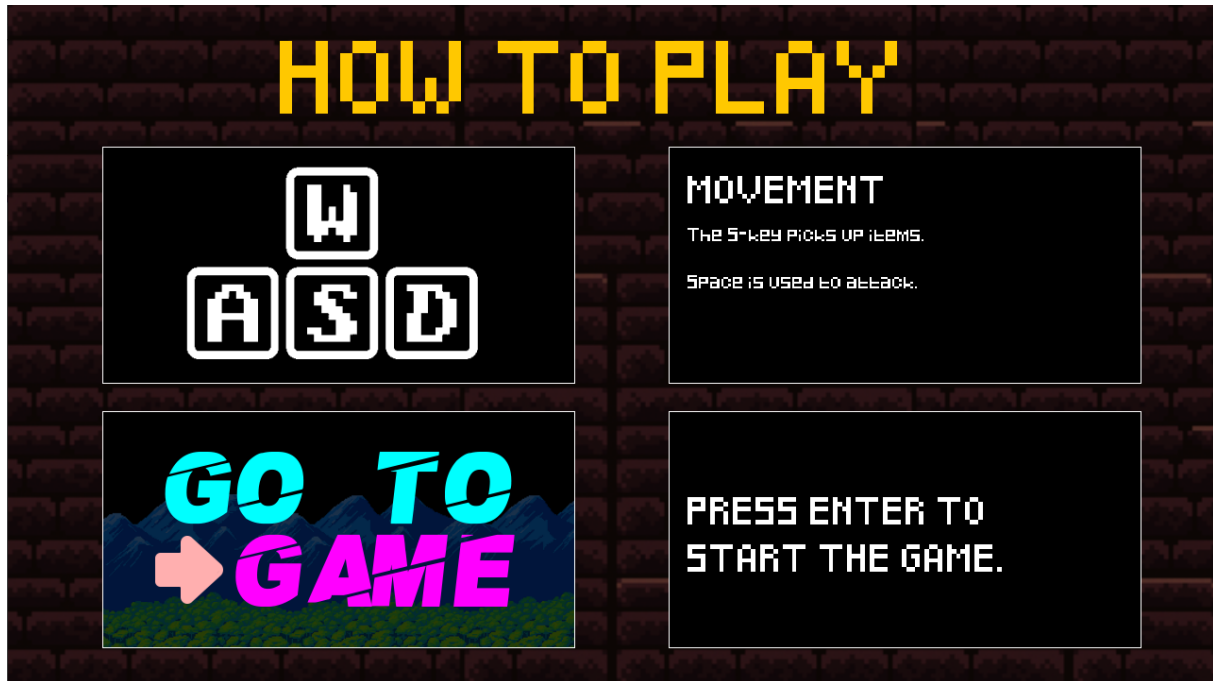 HOW TO PLAY
W
A S D
MOVEMENT
The S-key picks up items.
Space is used to attack.
GO TO
GAME
PRESS ENTER TO
START THE GAME.